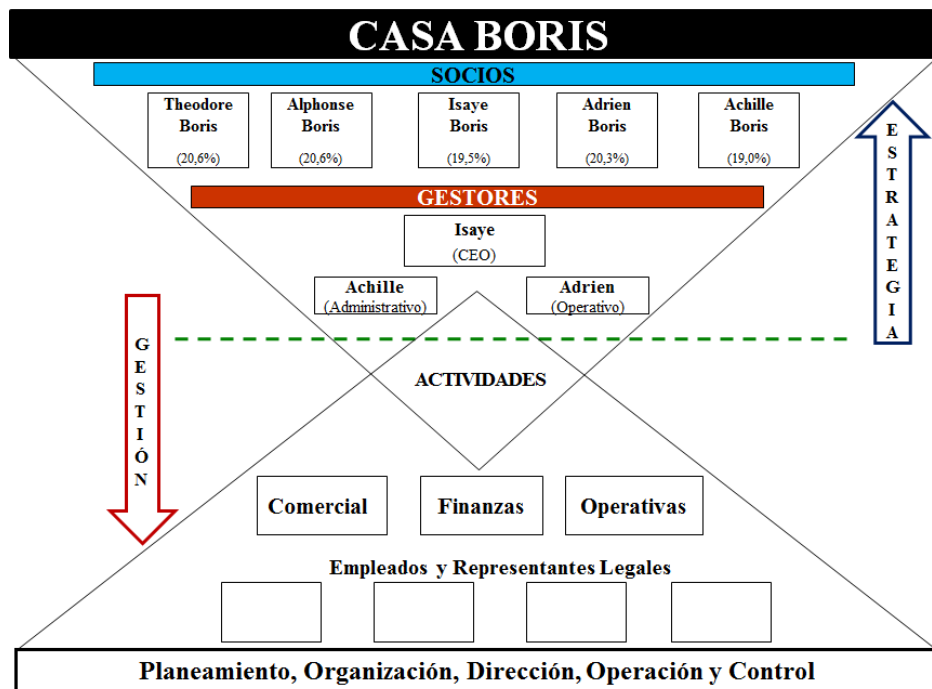 CASA BORIS
SOCIOS
Theodore
Boris
(20,6%)
Alphonse
Boris
(20,6%)
Isaye
Boris
(19,5%)
Adrien
Boris
(20,3%)
Achille
Boris
(19,0%)
ESTRATEGIA
GESTORES
Isaye
(CEO)
Achille
(Administrativo)
Adrien
(Operativo)
GESTIÓN
ACTIVIDADES
Comercial
Finanzas
Operativas
Empleados y Representantes Legales
Planeamiento, Organización, Dirección, Operación y Control